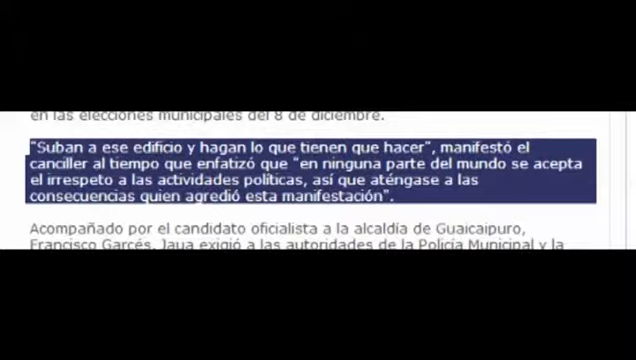 en las elecciones municipales del 8 de diciembre.
"Suban a ese edificio y hagan lo que tienen que hacer", manifestó el
canciller al tiempo que enfatizó que "en ninguna parte del mundo se acepta
el irrespeto a las actividades políticas, así que aténgase a las
consecuencias quien agredió esta manifestación".
Acompañado por el candidato oficialista a la alcaldía de Guaicaipuro,
Francisco Garcés, Jaua exigió a las autoridades de la Policía Municipal y la